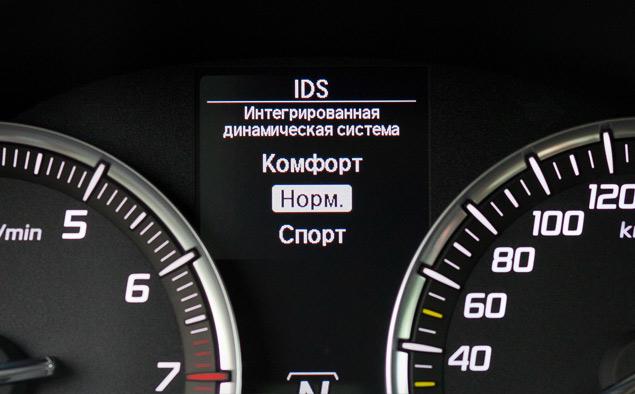 IDS
Интегрированная
динамическая система
Комфорт
Норм.
Спорт
/min
5
6
7
N
120
100
80
60
40